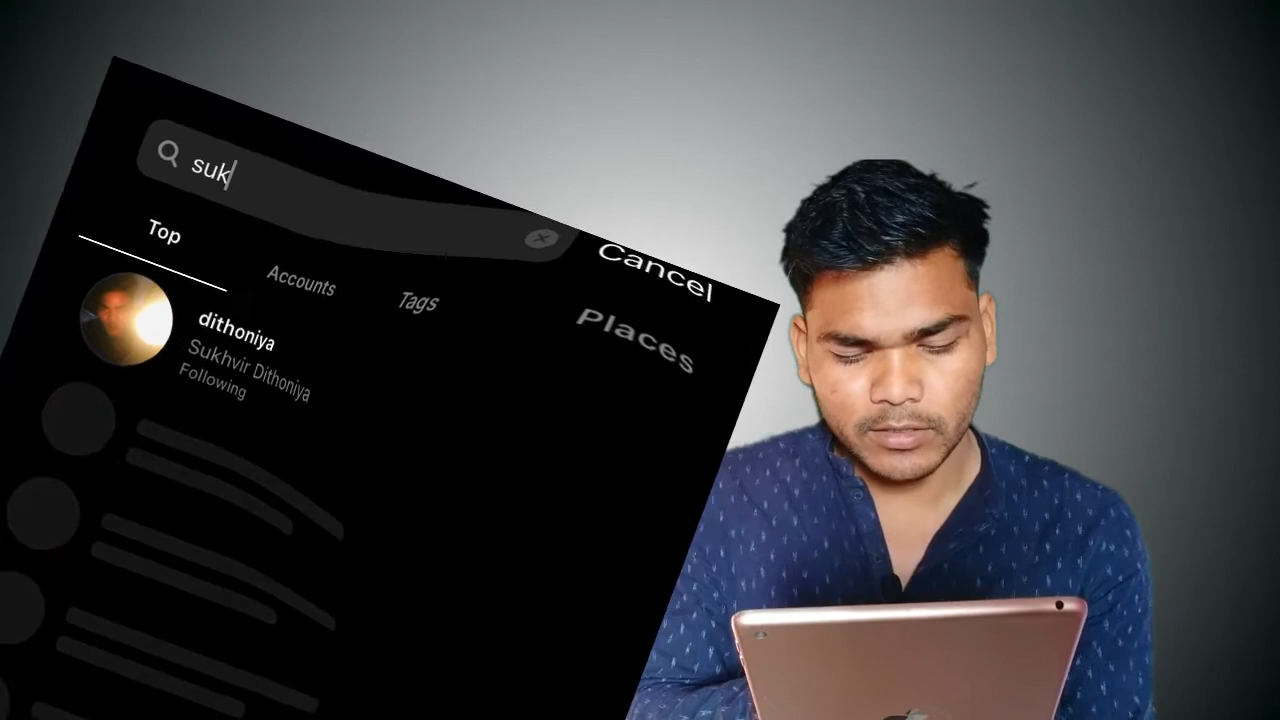 suk
Cancel
Top
Accounts
Tags
Places
dithoniya
Sukhvir Dithoniya
Following